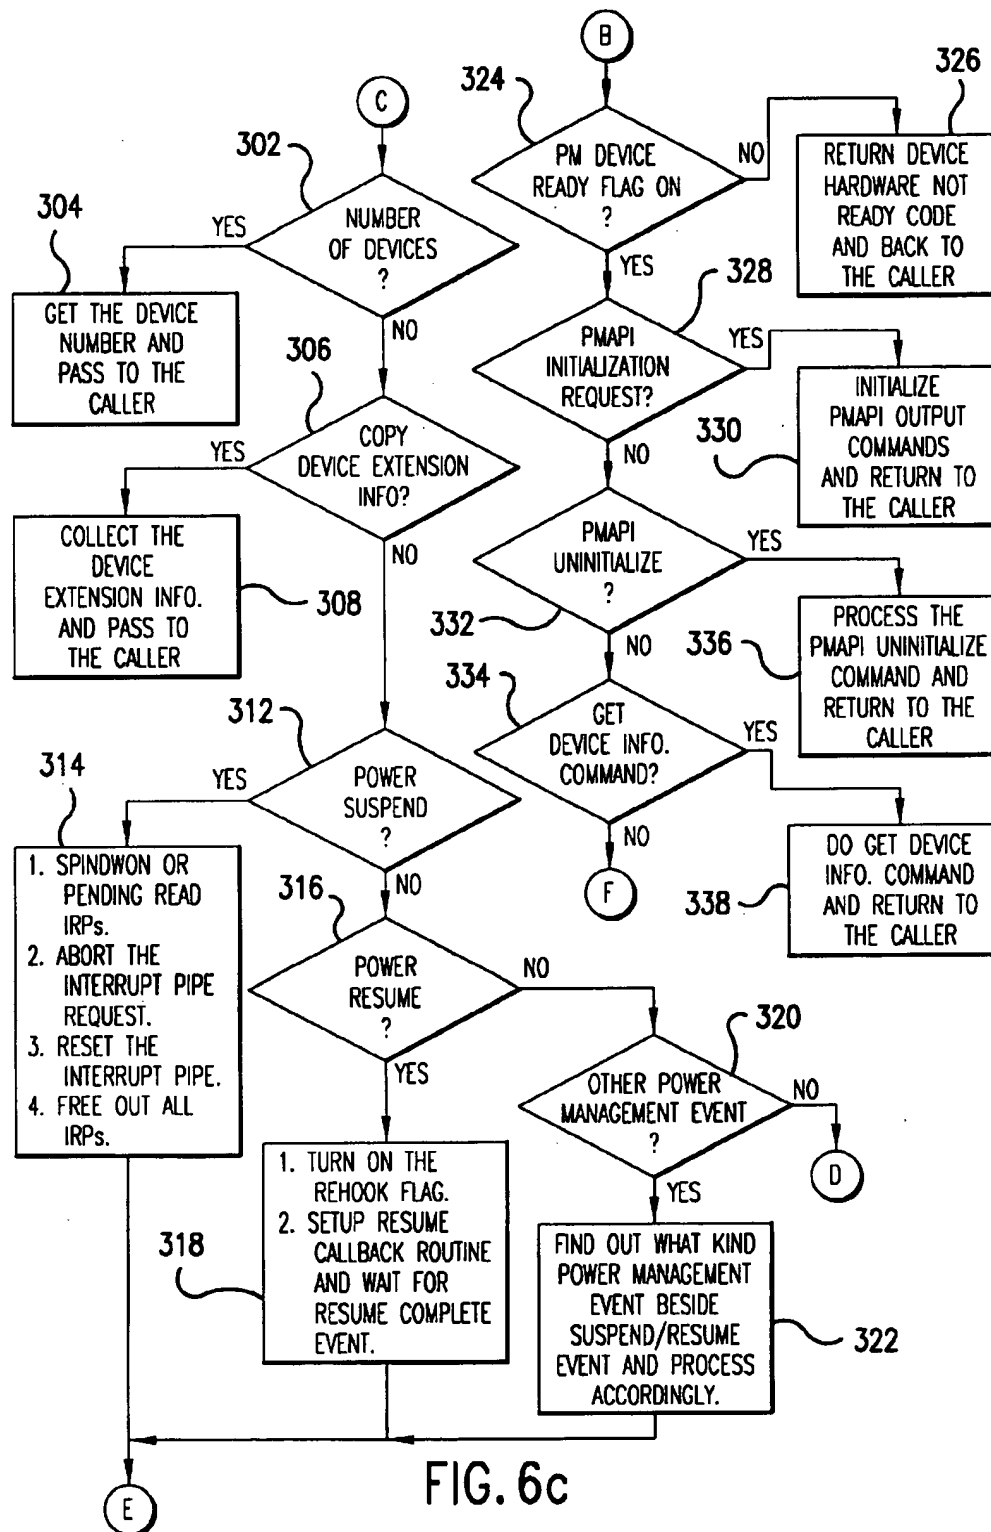 C
302
NUMBER
OF DEVICES
?
YES
NO
304
GET THE DEVICE
NUMBER AND
PASS TO THE
CALLER
306
COPY
DEVICE EXTENSION
INFO?
YES
NO
COLLECT THE
DEVICE
EXTENSION INFO.
AND PASS TO
THE CALLER
308
312
POWER
SUSPEND
?
YES
NO
314
1. SPINDWON OR
PENDING READ
IRPs.
2. ABORT THE
INTERRUPT PIPE
REQUEST.
3. RESET THE
INTERRUPT PIPE.
4. FREE OUT ALL
IRPs.
316
POWER
RESUME
?
NO
YES
318
1. TURN ON THE
REHOOK FLAG.
2. SETUP RESUME
CALLBACK ROUTINE
AND WAIT FOR
RESUME COMPLETE
EVENT.
320
OTHER POWER
MANAGEMENT EVENT
?
NO
D
YES
FIND OUT WHAT KIND
POWER MANAGEMENT
EVENT BESIDE
SUSPEND/RESUME
EVENT AND PROCESS
ACCORDINGLY.
322
E
B
324
PM DEVICE
READY FLAG ON
?
NO
YES
326
RETURN DEVICE
HARDWARE NOT
READY CODE
AND BACK TO
THE CALLER
328
PMAPI
INITIALIZATION
REQUEST?
YES
NO
330
INITIALIZE
PMAPI OUTPUT
COMMANDS
AND RETURN TO
THE CALLER
PMAPI
UNINITIALIZE
?
YES
332
NO
336
PROCESS THE
PMAPI UNINITIALIZE
COMMAND AND
RETURN TO THE
CALLER
334
GET
DEVICE INFO.
COMMAND?
YES
NO
F
338
DO GET DEVICE
INFO. COMMAND
AND RETURN TO
THE CALLER
FIG. 6c